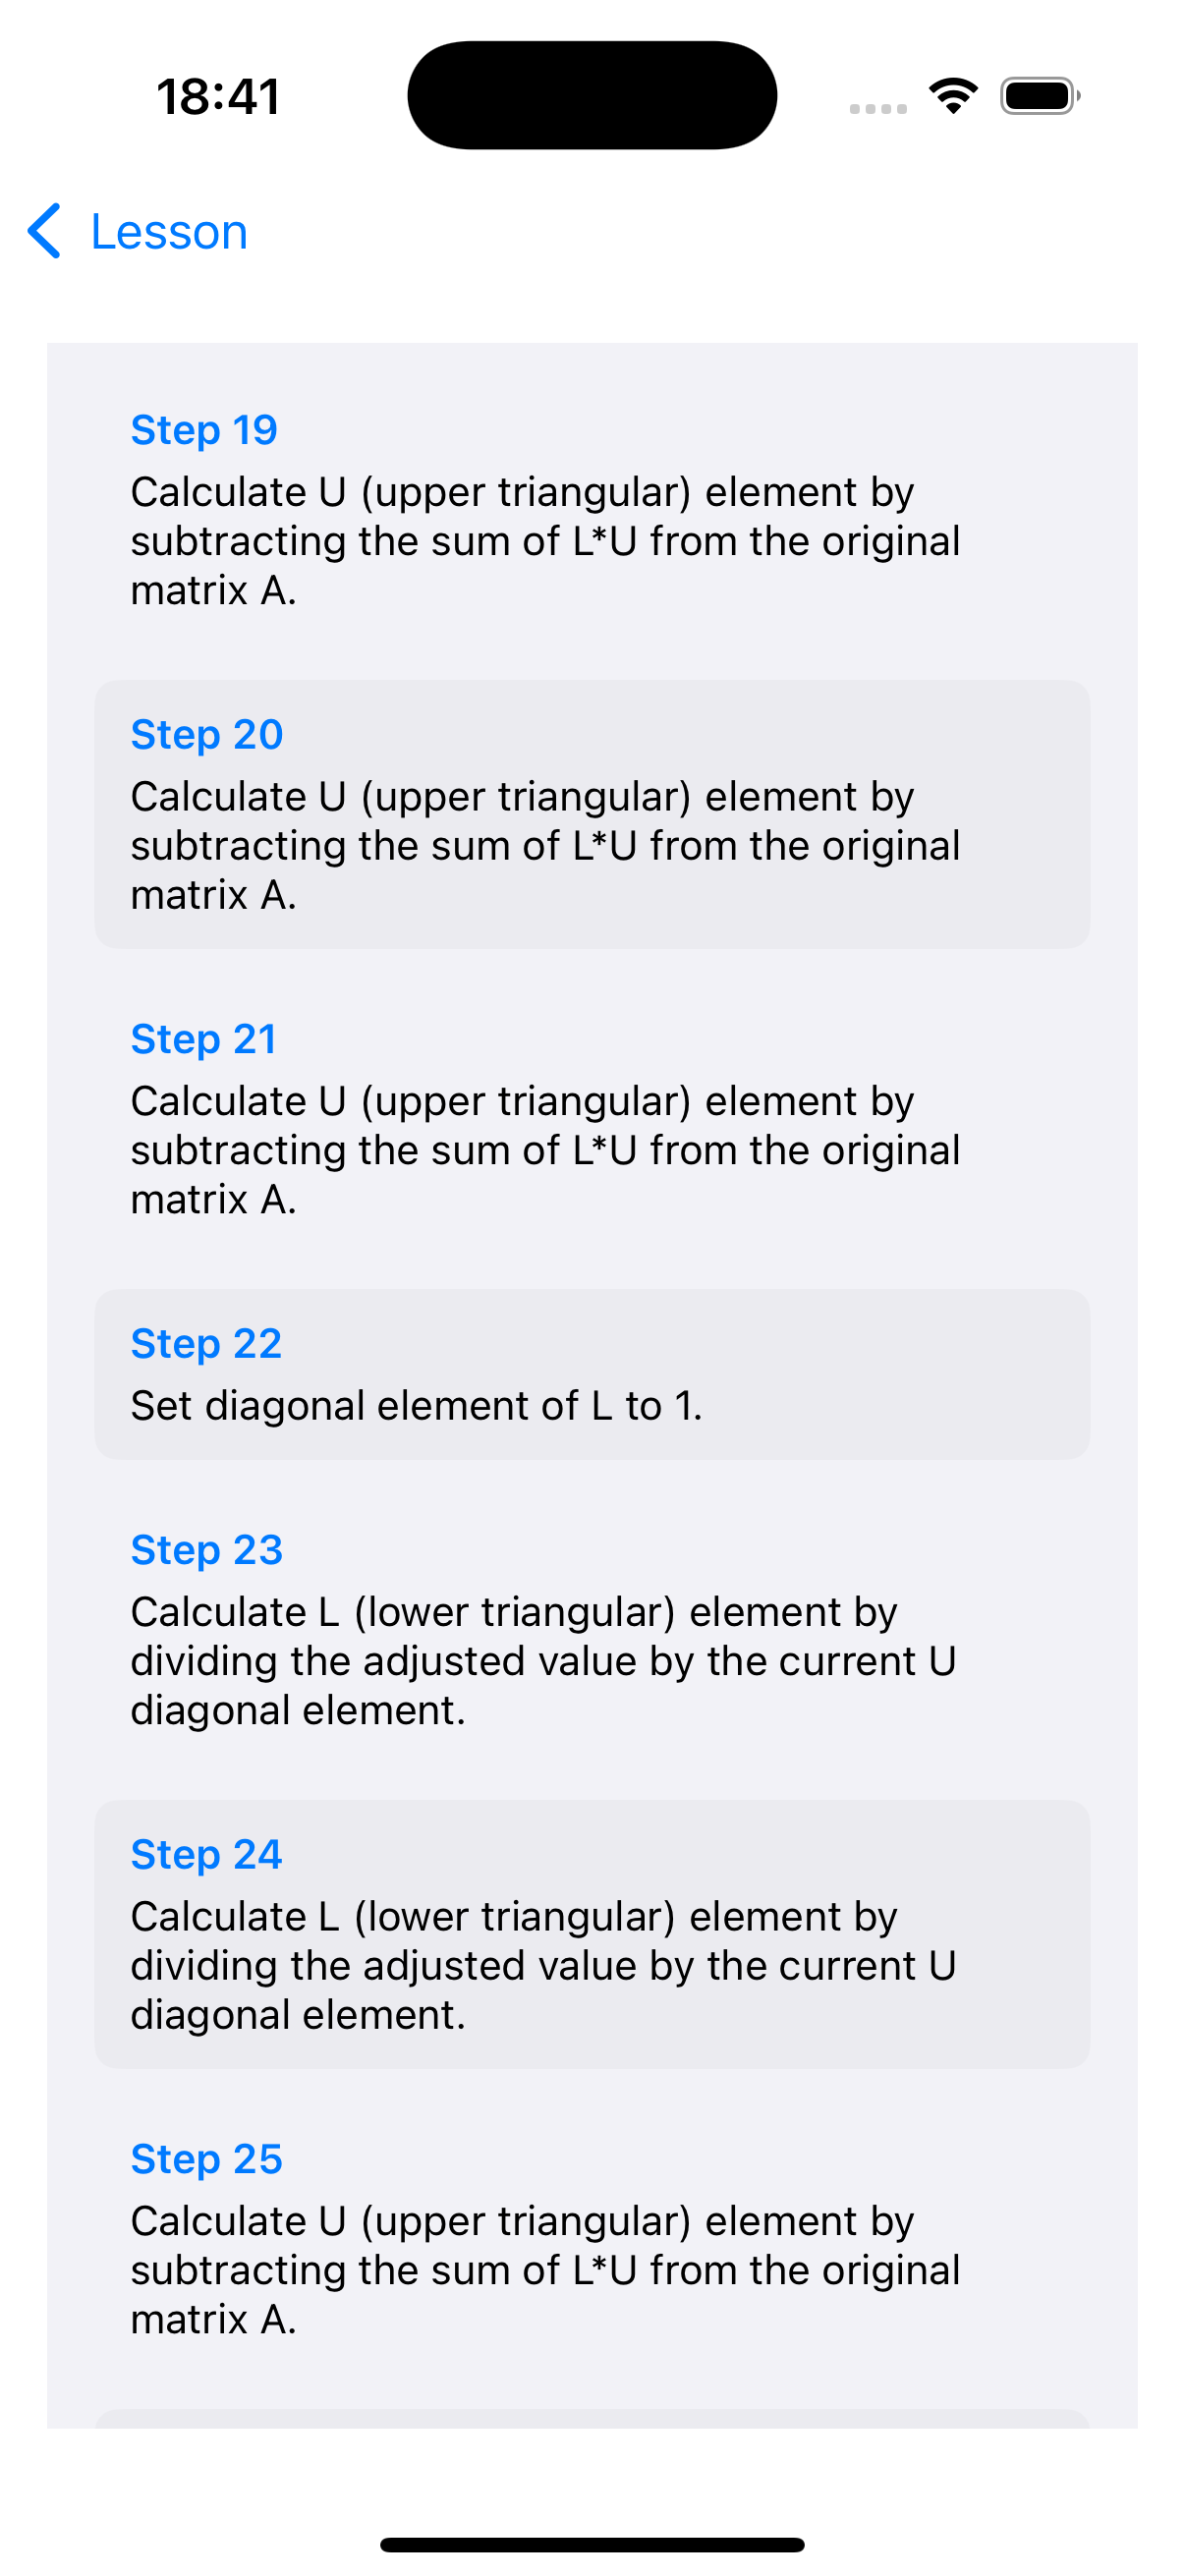 18:41
Lesson
Step 19
Calculate U (upper triangular) element by
subtracting the sum of L*U from the original
matrix A.
Step 20
Calculate U (upper triangular) element by
subtracting the sum of L*U from the original
matrix A.
Step 21
Calculate U (upper triangular) element by
subtracting the sum of L*U from the original
matrix A.
Step 22
Set diagonal element of L to 1.
Step 23
Calculate L (lower triangular) element by
dividing the adjusted value by the current U
diagonal element.
Step 24
Calculate L (lower triangular) element by
dividing the adjusted value by the current U
diagonal element.
Step 25
Calculate U (upper triangular) element by
subtracting the sum of L*U from the original
matrix A.